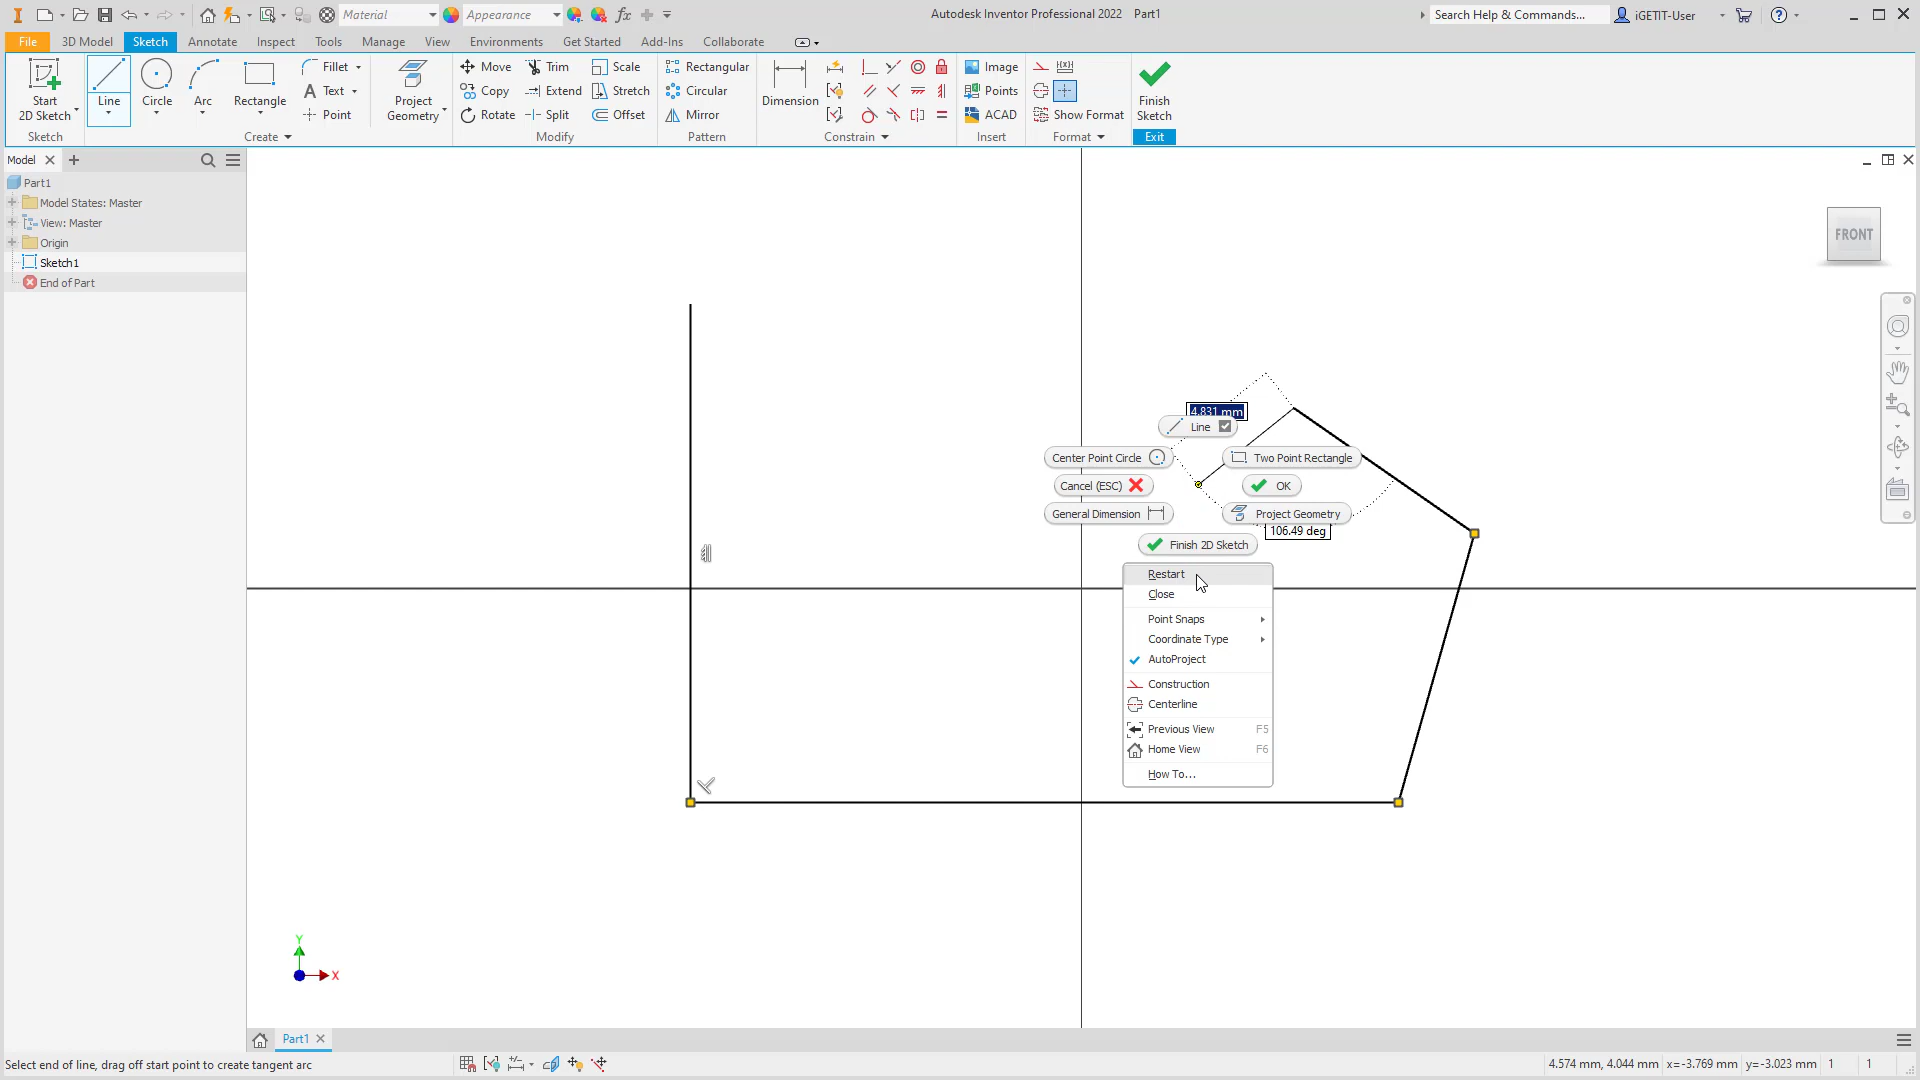 Material
Appearance
Autodesk Inventor Professional 2022 Part1
Search Help & Commands...
iGETIT-User
File 3D Model Sketch Annotate Inspect Tools Manage View Environments Get Started Add-Ins Collaborate
Start
2D Sketch
Line
Circle
Arc
Rectangle
Fillet
Text
Point
Project
Geometry
Move
Copy
Rotate
Trim
Extend
Split
Scale
Stretch
Offset
Rectangular
Circular
Mirror
Dimension
Image
Points
ACAD
Show Format
Finish
Sketch
Sketch Create Modify Pattern Constrain Insert Format Exit
Model
Part1
Model States: Master
View: Master
Origin
Sketch1
End of Part
FRONT
4.831 mm
Line
Center Point Circle
Two Point Rectangle
Cancel (ESC)
OK
General Dimension
Project Geometry
106.49 deg
Finish 2D Sketch
Restart
Close
Point Snaps
Coordinate Type
AutoProject
Construction
Centerline
Previous View F5
Home View F6
How To...
Y
X
Part1
Select end of line, drag off start point to create tangent arc
4.574 mm, 4.044 mm x=-3.769 mm y=-3.023 mm 1 1